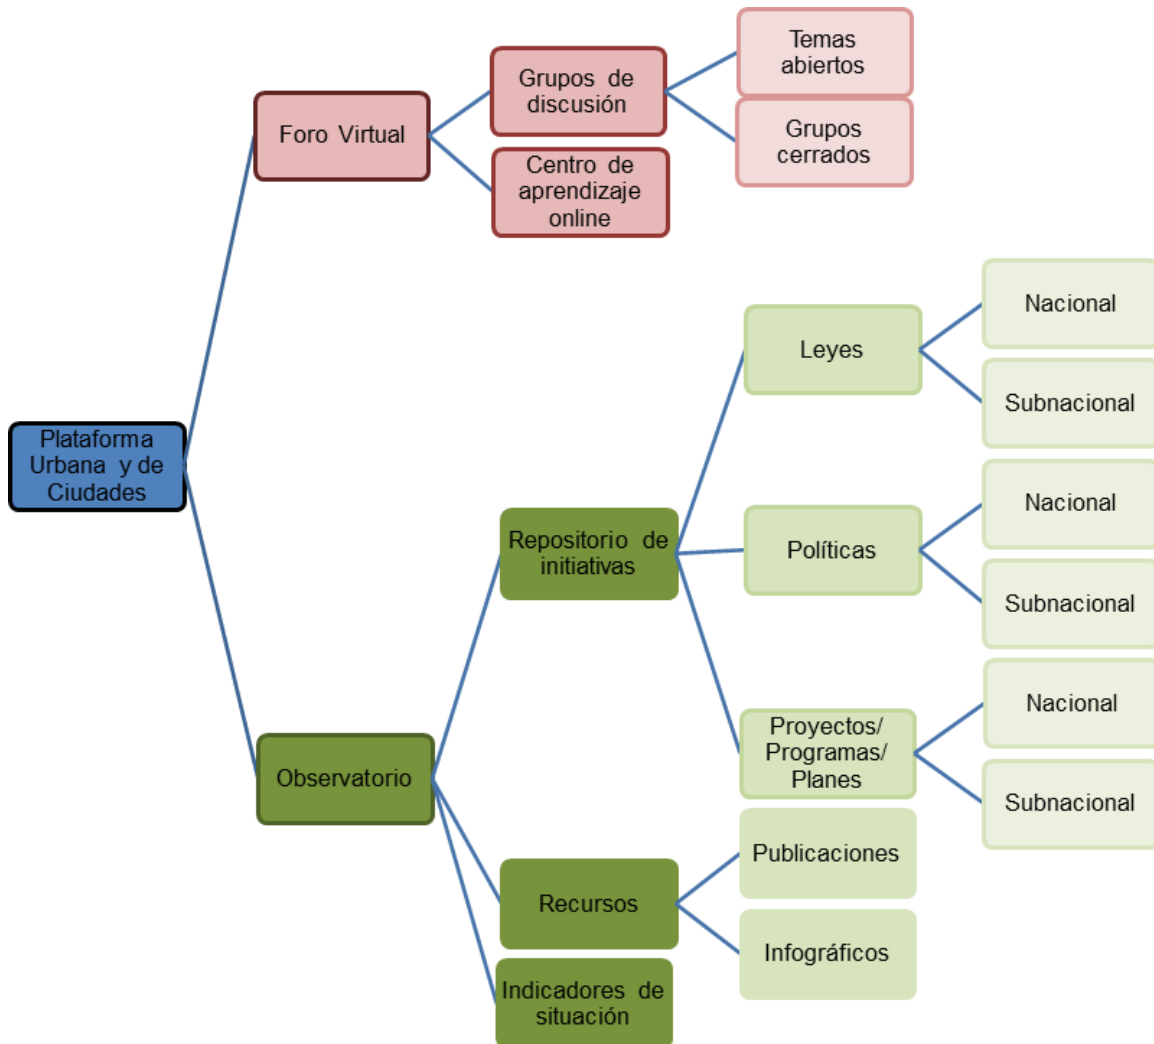 Temas
abiertos
Grupos de
discusión
Foro Virtual
Grupos
cerrados
Centro de
aprendizaje
online
Nacional
Leyes
Subnacional
Plataforma
Urbana y de
Ciudades
Nacional
Repositorio de
initiativas
Políticas
Subnacional
Nacional
Proyectos/
Programas/
Planes
Observatorio
Subnacional
Publicaciones
Recursos
Infográficos
Indicadores de
situación